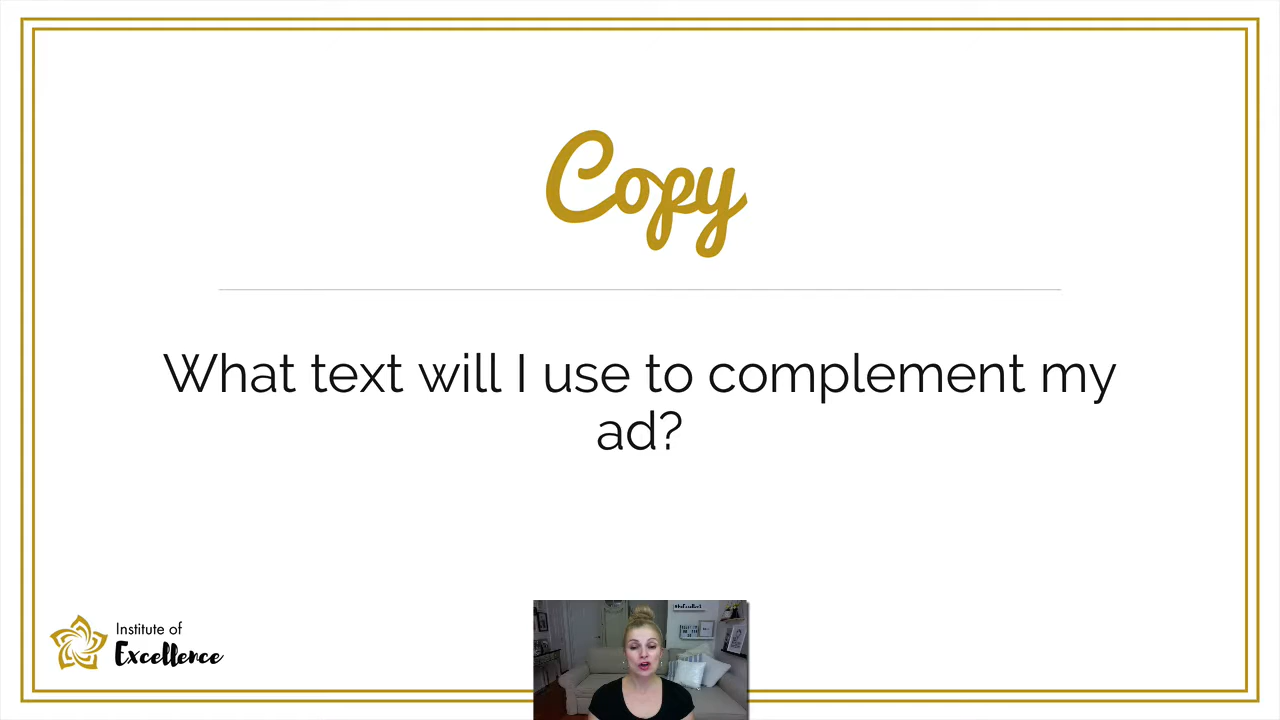 Copy
What text will I use to complement my
ad?
Institute of
Excellence